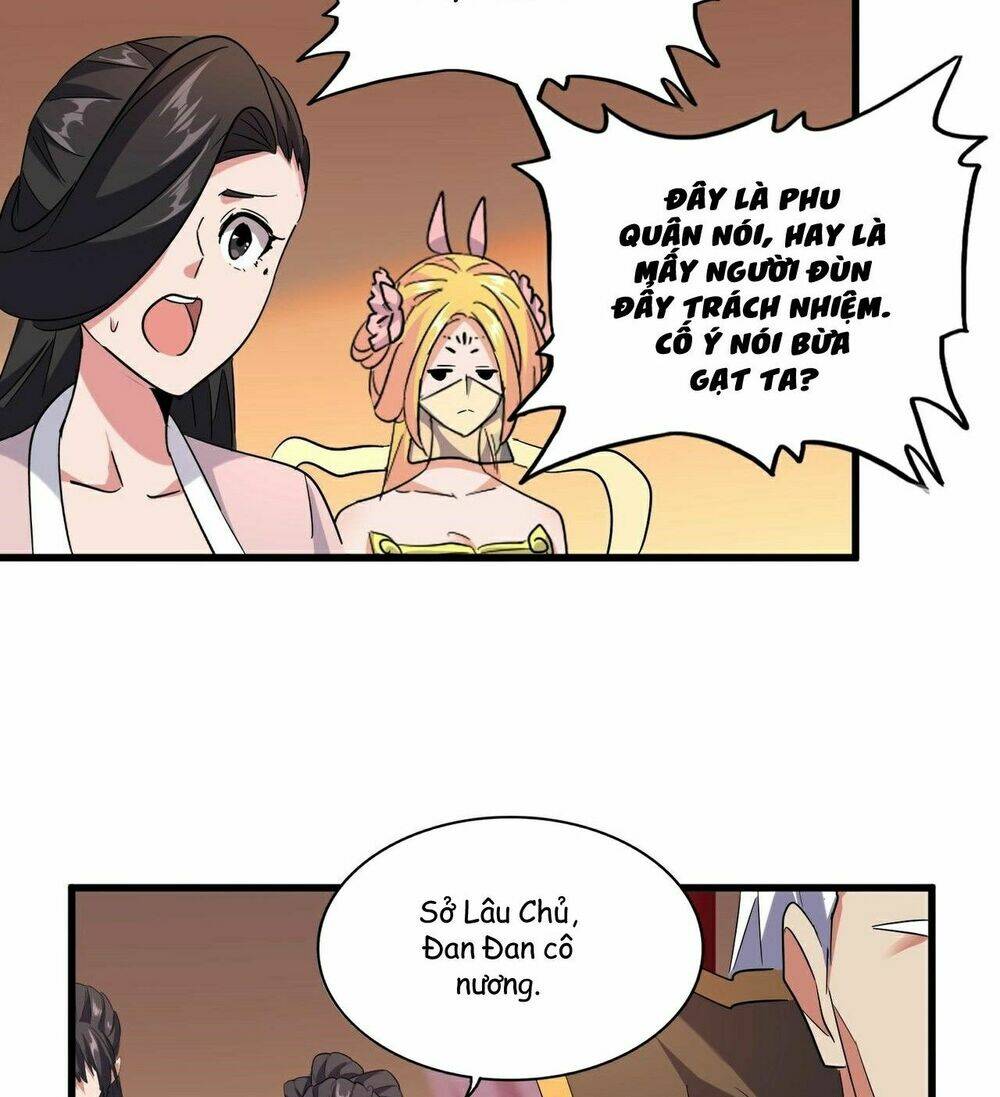 ĐÂY LÀ PHU
QUÂN NÓI, HAY LÀ
MẤY NGƯỜI ĐÙN
ĐẨY TRÁCH NHIỆM.
CỐ Ý NÓI BỪA
GẠT TA?
Sở Lâu Chủ,
Đan Đan cô
nương.